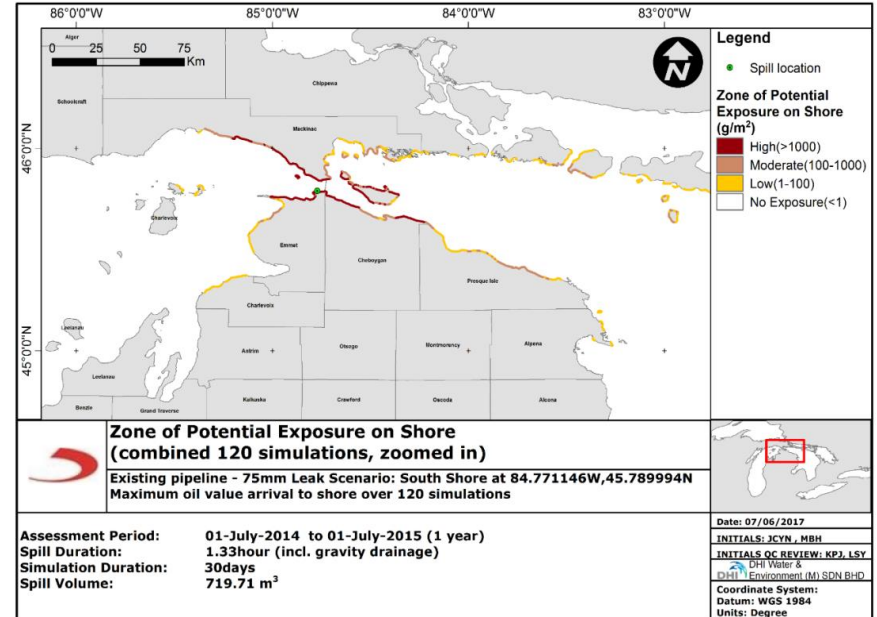 86°0'0"W 85°0'0"W 84°0'0"W 83°0'0"W
46°0'0"N
45°0'0"N
0 25 50 75
Km
N
Alger
Schoolcraft
Chippewa
Mackinac
Charlevoix
Emmet
Cheboygan
Presque Isle
Charlevoix
Leelanau
Antrim
Otsego
Montmorency
Alpena
Leelanau
Benzie
Grand Traverse
Kalkaska
Crawford
Oscoda
Alcona
Legend
Spill location
Zone of Potential
Exposure on Shore
(g/m²)
High(>1000)
Moderate(100-1000)
Low(1-100)
No Exposure(<1)
Zone of Potential Exposure on Shore
(combined 120 simulations, zoomed in)
Existing pipeline - 75mm Leak Scenario: South Shore at 84.771146W,45.789994N
Maximum oil value arrival to shore over 120 simulations
Assessment Period: 01-July-2014 to 01-July-2015 (1 year)
Spill Duration: 1.33hour (incl. gravity drainage)
Simulation Duration: 30days
Spill Volume: 719.71 m³
Date: 07/06/2017
INITIALS: JCYN , MBH
INITIALS QC REVIEW: KPJ, LSY
DHI
DHI Water &
Environment (M) SDN BHD
Coordinate System:
Datum: WGS 1984
Units: Degree